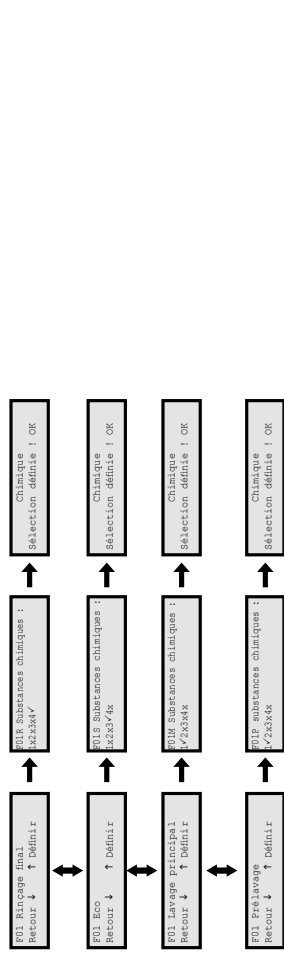 F01 Rinçage final
Retour ↓ ↑ Définir
F01R Substances chimiques :
1x2x3x4✓
Chimique
Sélection définie ! OK
F01 Eco
Retour ↓ ↑ Définir
F01S Substances chimiques :
1x2x3✓4x
Chimique
Sélection définie ! OK
F01 Lavage principal
Retour ↓ ↑ Définir
F01M Substances chimiques :
1✓2x3x4x
Chimique
Sélection définie ! OK
F01 Prélavage
Retour ↓ ↑ Définir
F01P substances chimiques :
1✓2x3x4x
Chimique
Sélection définie ! OK